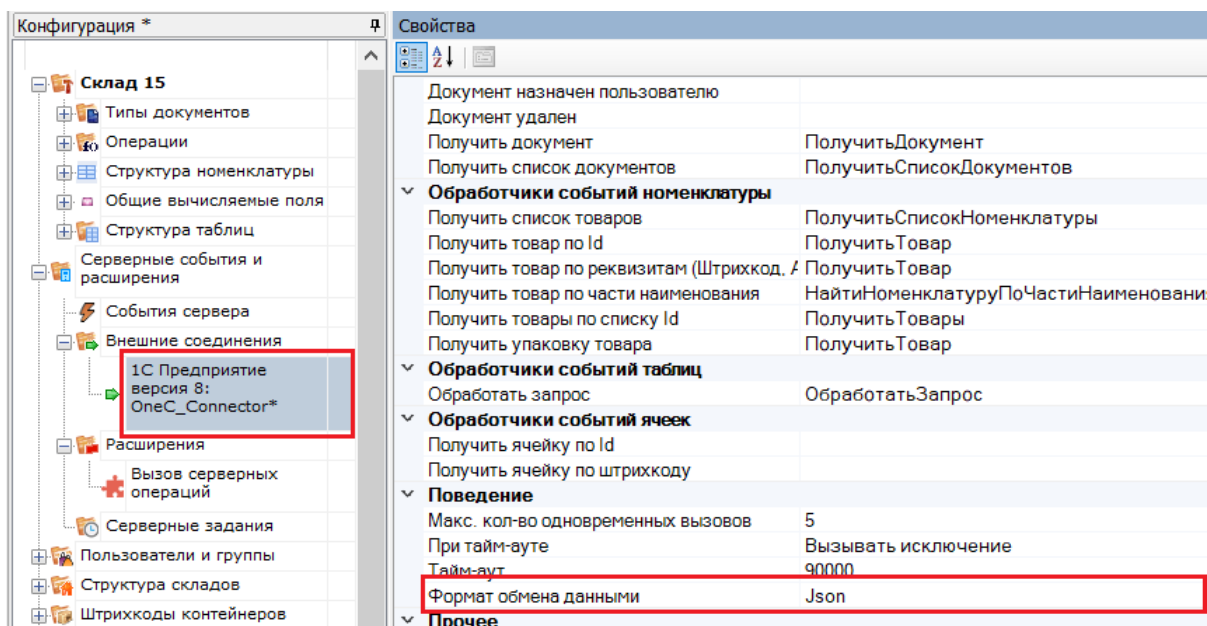 Конфигурация *
Склад 15
Типы документов
Операции
Структура номенклатуры
Общие вычисляемые поля
Структура таблиц
Серверные события и
расширения
События сервера
Внешние соединения
1С Предприятие
версия 8:
OneC_Connector*
Расширения
Вызов серверных
операций
Серверные задания
Пользователи и группы
Структура складов
Штрихкоды контейнеров
Свойства
Документ назначен пользователю
Документ удален
Получить документ ПолучитьДокумент
Получить список документов ПолучитьСписокДокументов
Обработчики событий номенклатуры
Получить список товаров ПолучитьСписокНоменклатуры
Получить товар по Id ПолучитьТовар
Получить товар по реквизитам (Штрихкод, А ПолучитьТовар
Получить товар по части наименования НайтиНоменклатуруПоЧастиНаименования
Получить товары по списку Id ПолучитьТовары
Получить упаковку товара ПолучитьТовар
Обработчики событий таблиц
Обработать запрос ОбработатьЗапрос
Обработчики событий ячеек
Получить ячейку по Id
Получить ячейку по штрихкоду
Поведение
Макс. кол-во одновременных вызовов 5
При тайм-ауте Вызывать исключение
Тайм-аут 90000
Формат обмена данными Json
Прочее